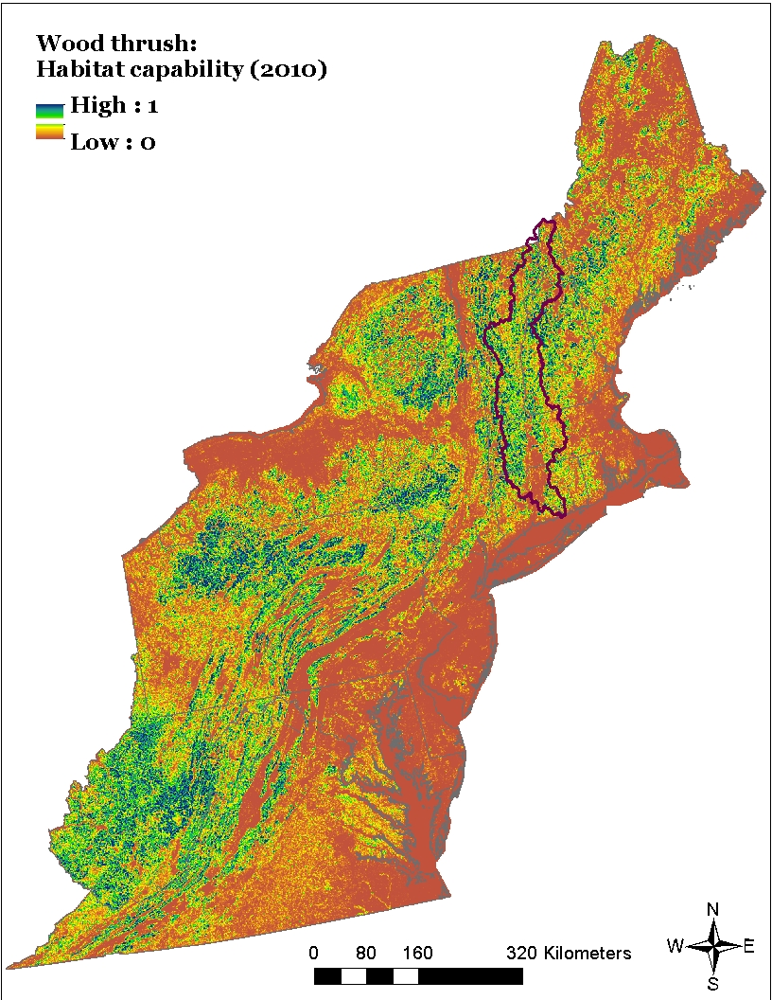 Wood thrush:
Habitat capability (2010)
High : 1
Low : 0
N
W E
S
0 80 160 320 Kilometers